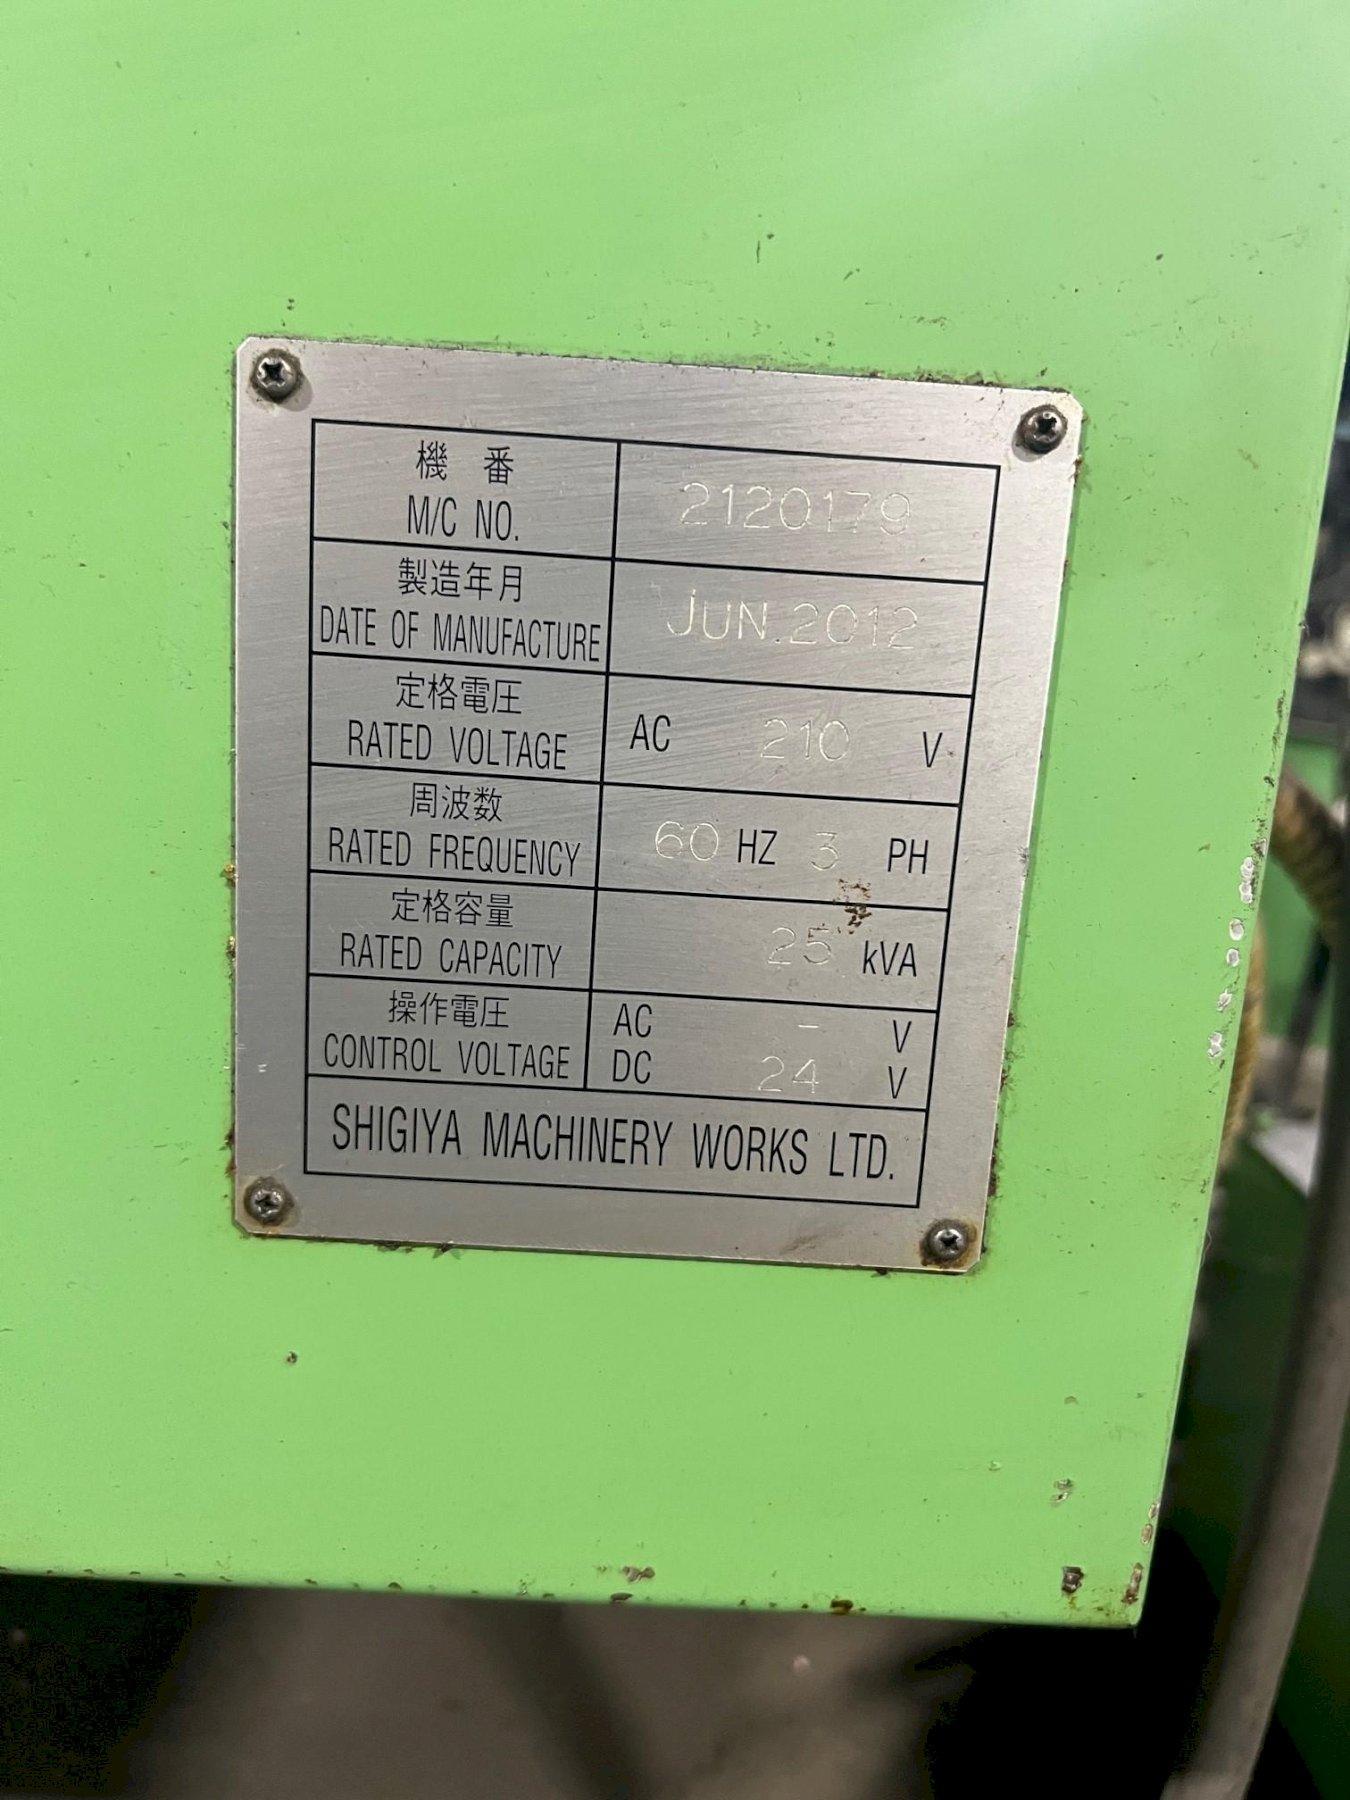 機 番
M/C NO.
2120179
製造年月
DATE OF MANUFACTURE
JUN.2012
定格電圧
RATED VOLTAGE
AC 210 V
周波数
RATED FREQUENCY
60 HZ 3 PH
定格容量
RATED CAPACITY
25 kVA
操作電圧
CONTROL VOLTAGE
AC - V
DC 24 V
SHIGIYA MACHINERY WORKS LTD.